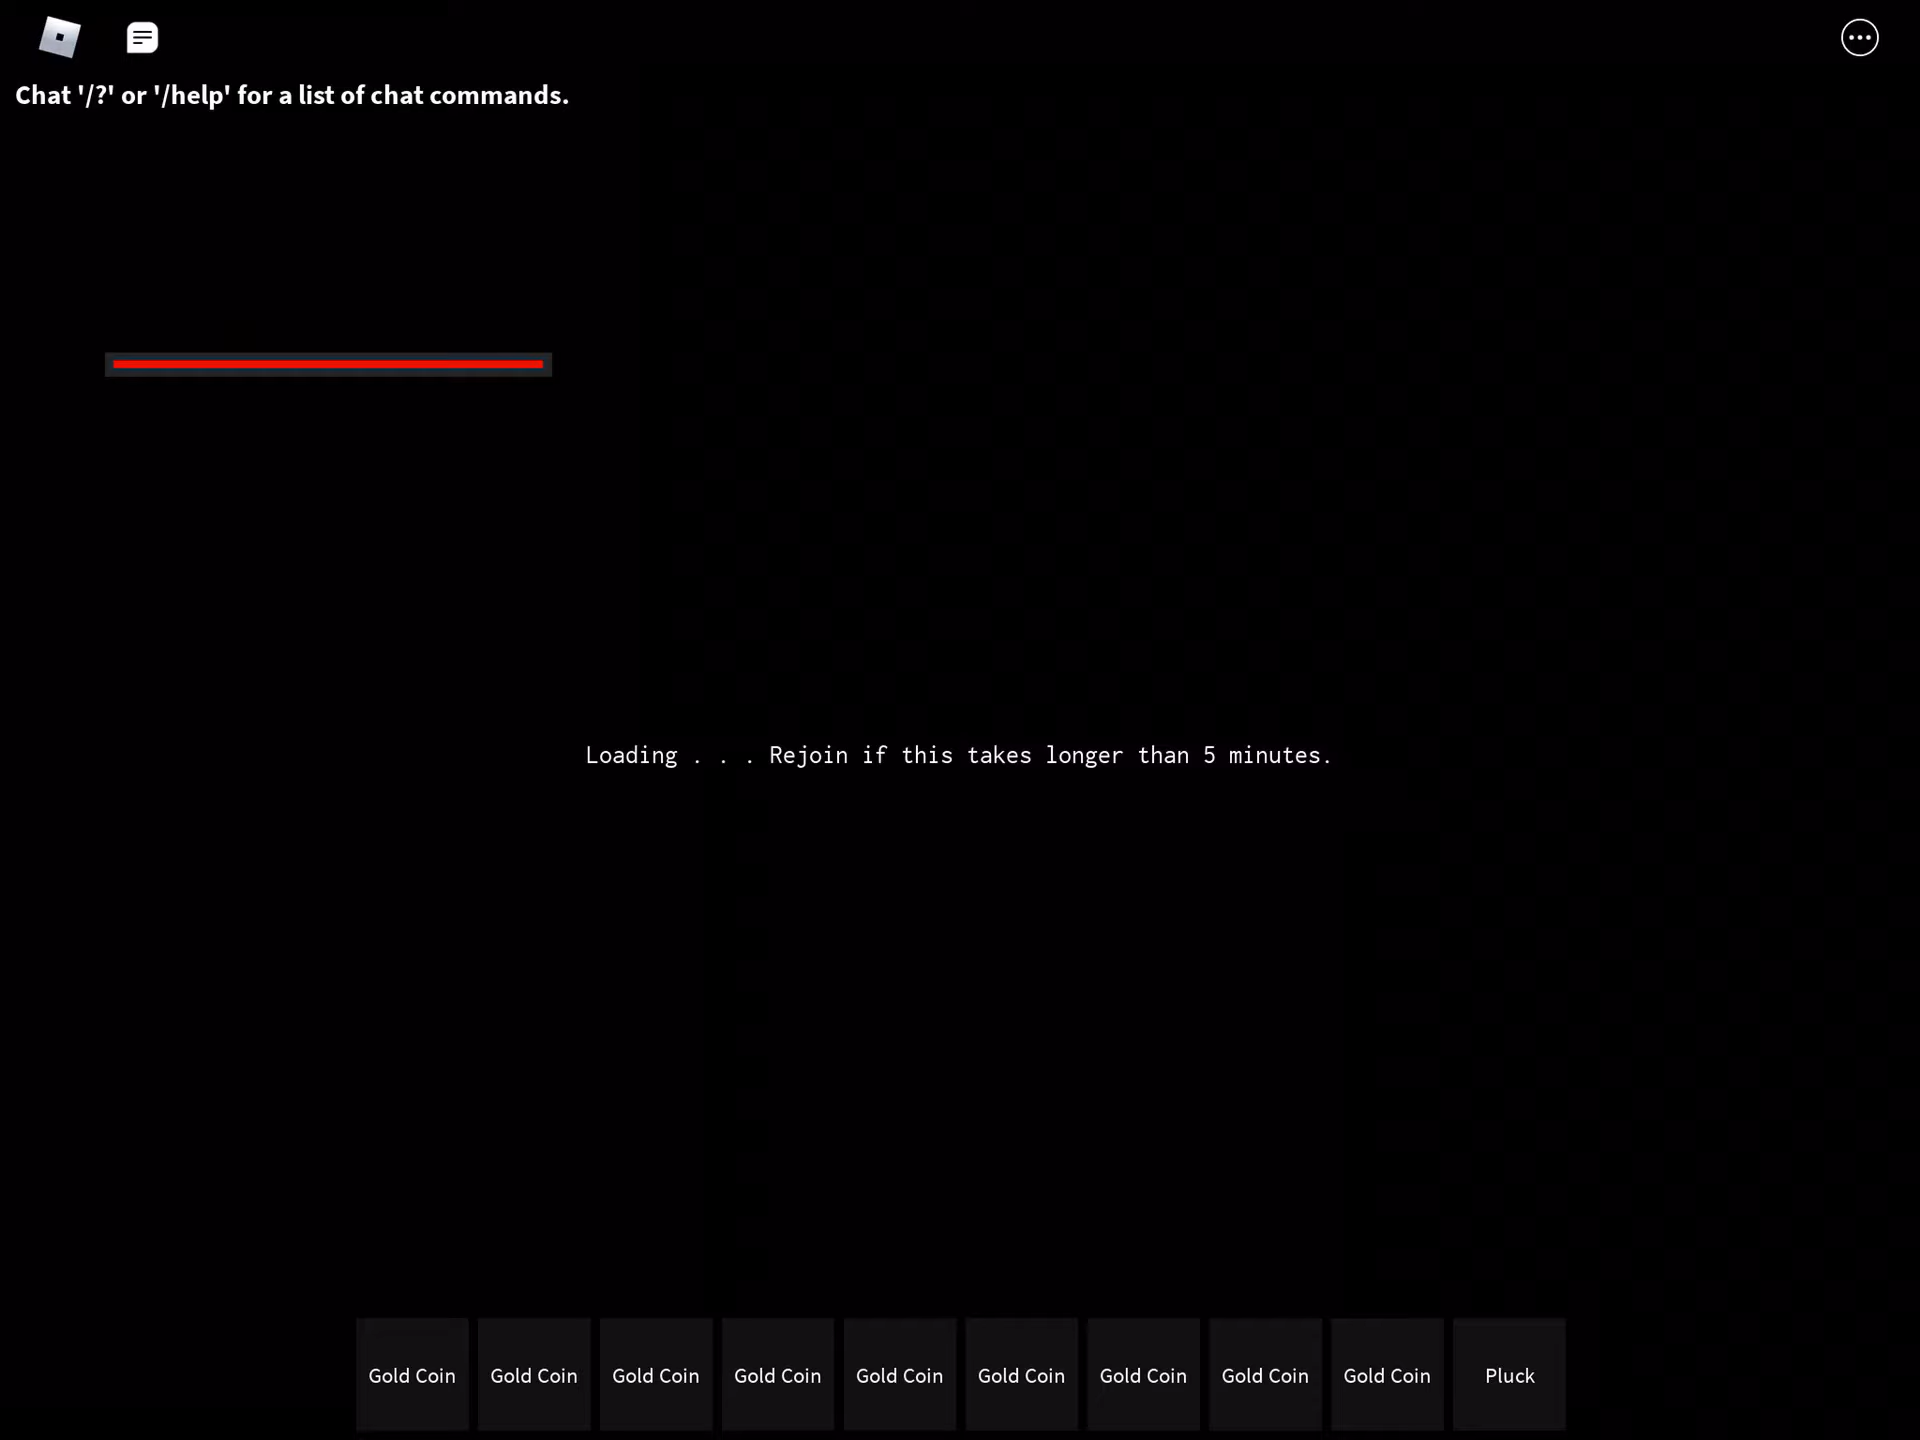 Chat '/?' or '/help' for a list of chat commands.
Loading . . . Rejoin if this takes longer than 5 minutes.
Gold Coin Gold Coin Gold Coin Gold Coin Gold Coin Gold Coin Gold Coin Gold Coin Gold Coin Pluck